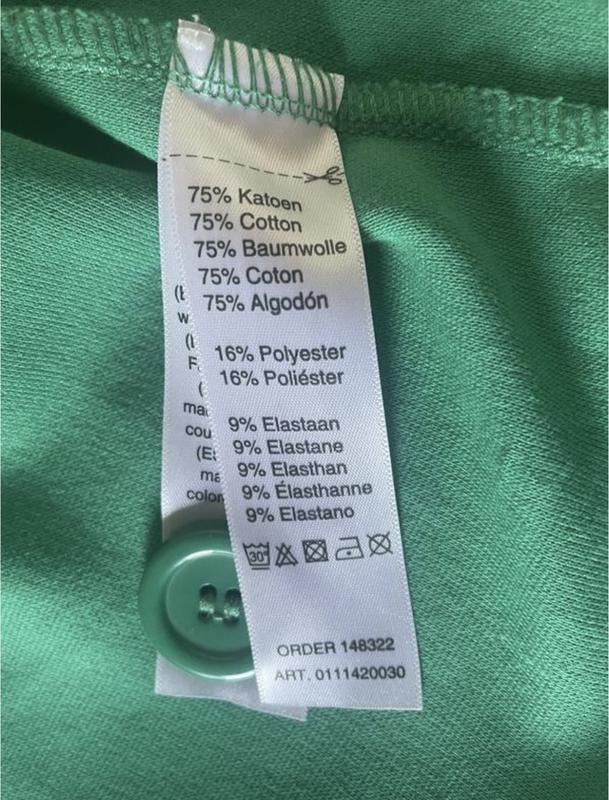 75% Katoen
75% Cotton
75% Baumwolle
75% Coton
75% Algodón
16% Polyester
16% Poliéster
9% Elastaan
9% Elastane
9% Elasthan
9% Élasthanne
9% Elastano
30°
ORDER 148322
ART. 0111420030